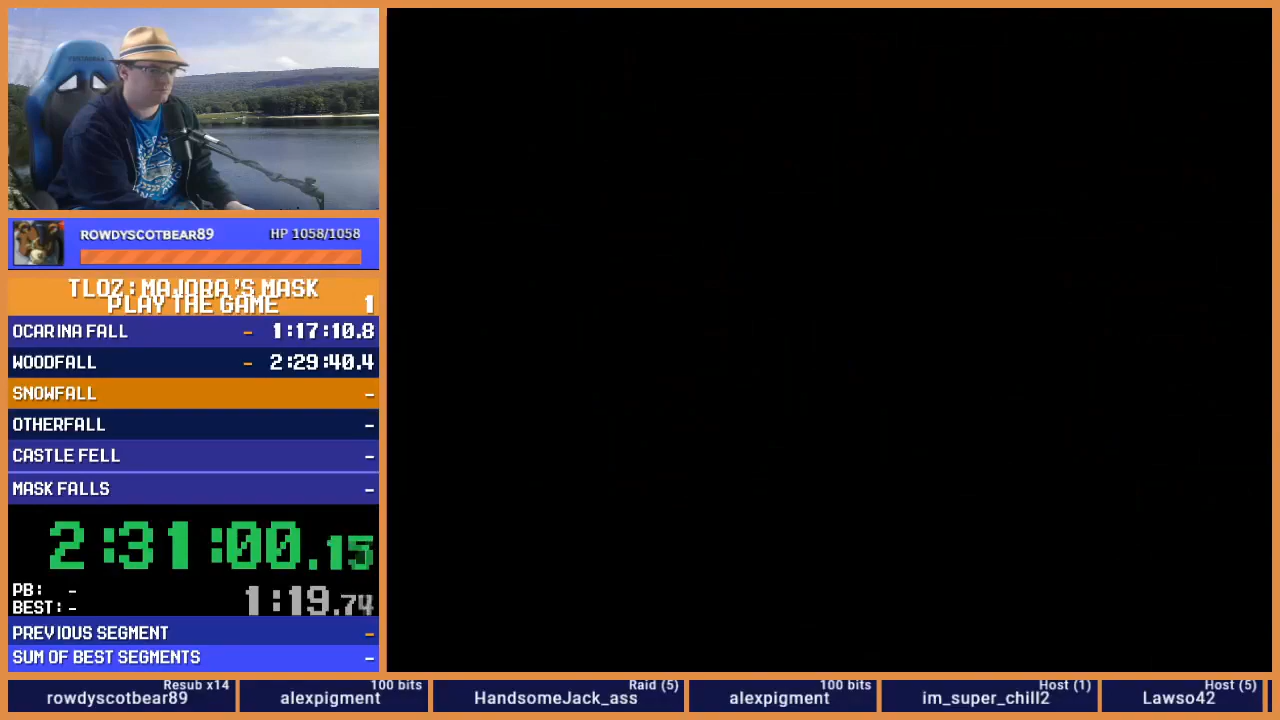 ROWDYSCOTBEAR89 HP 1058/1058
TLOZ: MAJORA'S MASK
PLAY THE GAME 1
OCARINA FALL - 1:17:10.8
WOODFALL - 2:29:40.4
SNOWFALL -
OTHERFALL -
CASTLE FELL -
MASK FALLS -
2:31:00.15
PB: -
BEST: - 1:19.74
PREVIOUS SEGMENT -
SUM OF BEST SEGMENTS -
Resub x14 100 bits Raid (5) 100 bits Host (1) Host (5)
rowdyscotbear89 alexpigment HandsomeJack_ass alexpigment im_super_chill2 Lawso42